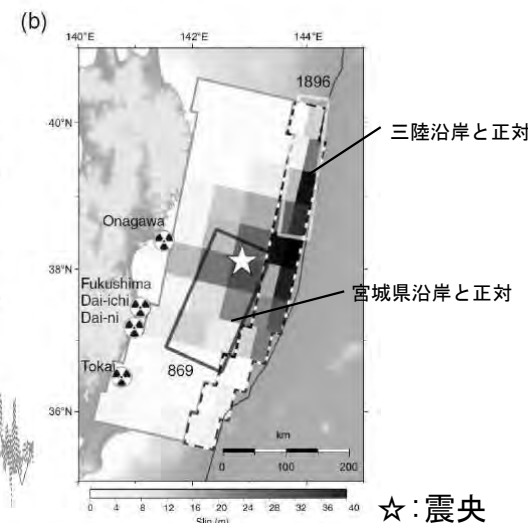 (b)
140°E 142°E 144°E
1896
40°N
三陸沿岸と正対
Onagawa
38°N
Fukushima
Dai-ichi
Dai-ni
宮城県沿岸と正対
Tokai
869
36°N
km
0 100 200
0 4 8 12 16 20 24 28 32 36 40
Slip (m)
☆:震央